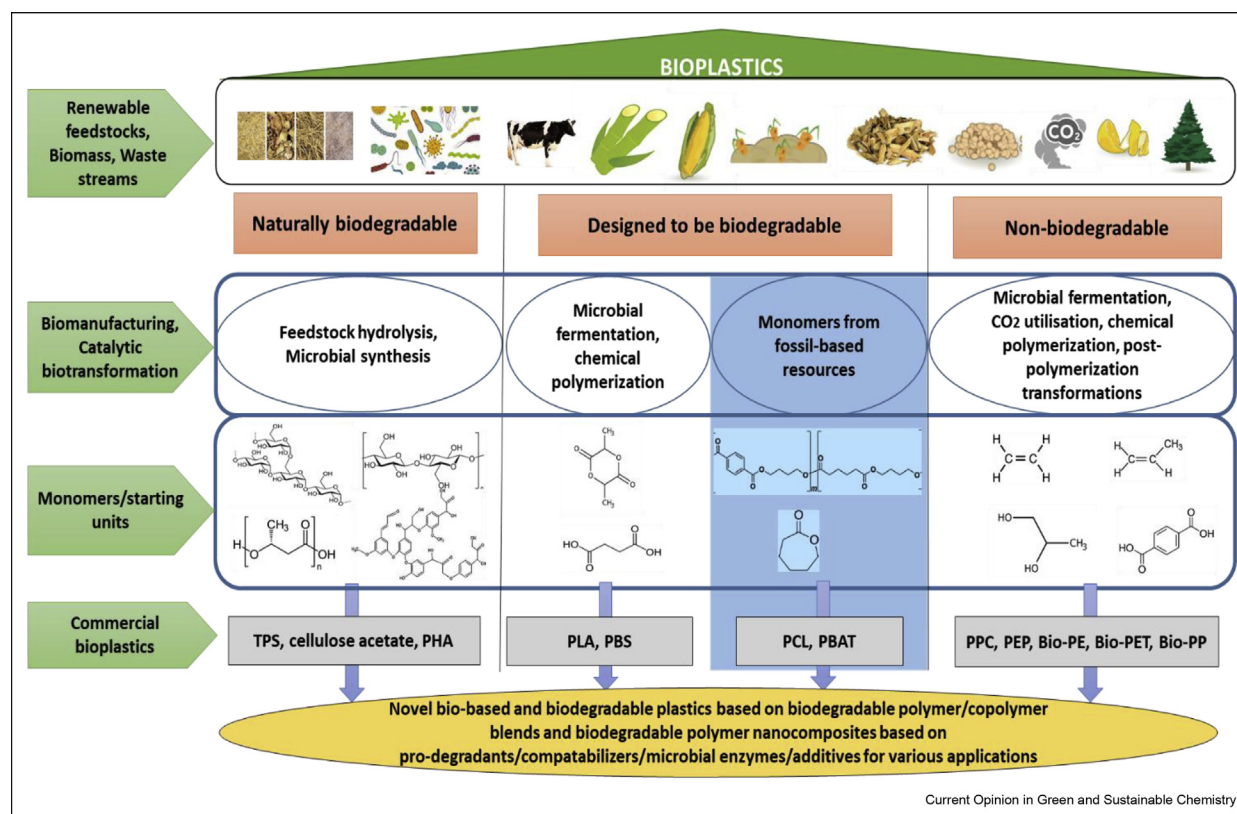 BIOPLASTICS
Renewable
feedstocks,
Biomass, Waste
streams
CO2
Naturally biodegradable
Designed to be biodegradable
Non-biodegradable
Biomanufacturing,
Catalytic
biotransformation
Feedstock hydrolysis,
Microbial synthesis
Microbial
fermentation,
chemical
polymerization
Monomers from
fossil-based
resources
Microbial fermentation,
CO2 utilisation, chemical
polymerization, post-
polymerization
transformations
Monomers/starting
units
Commercial
bioplastics
TPS, cellulose acetate, PHA
PLA, PBS
PCL, PBAT
PPC, PEP, Bio-PE, Bio-PET, Bio-PP
Novel bio-based and biodegradable plastics based on biodegradable polymer/copolymer
blends and biodegradable polymer nanocomposites based on
pro-degradants/compatabilizers/microbial enzymes/additives for various applications
Current Opinion in Green and Sustainable Chemistry